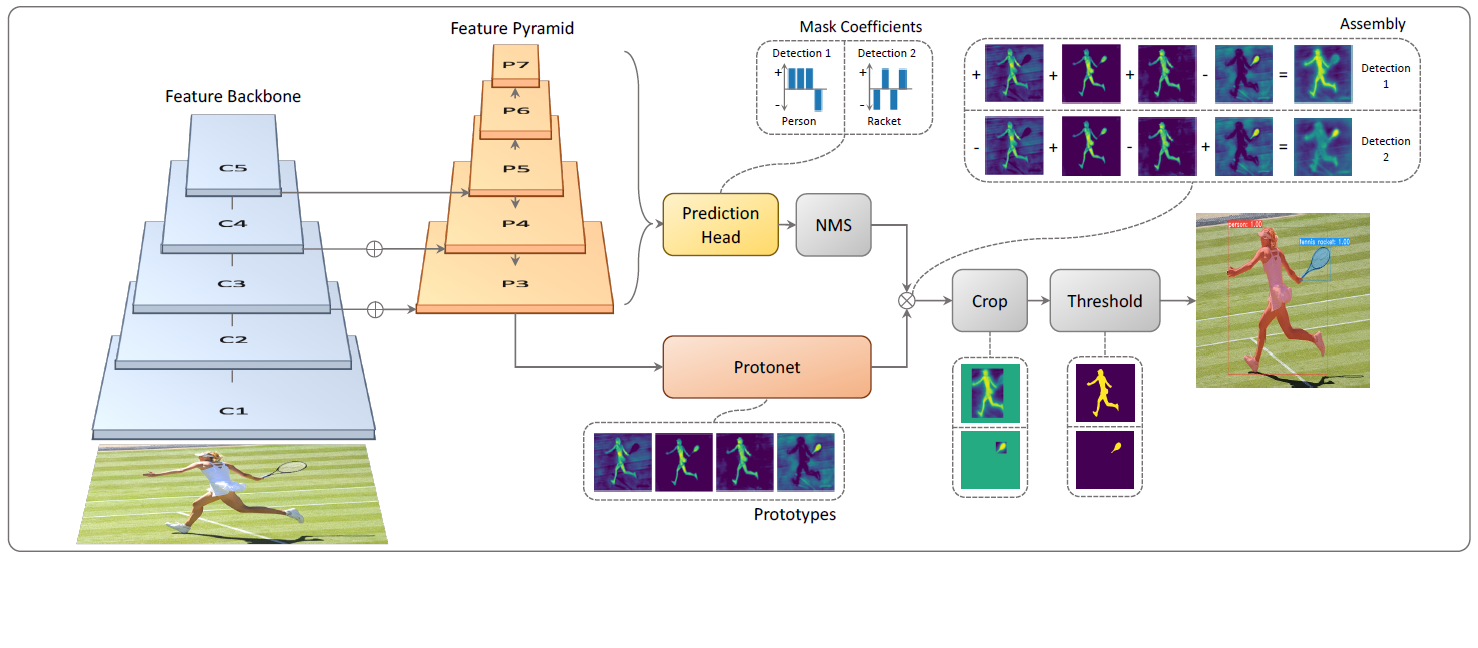 Feature Backbone
C5
C4
C3
C2
C1
Feature Pyramid
P7
P6
P5
P4
P3
Mask Coefficients
Detection 1
+
-
Person
Detection 2
+
-
Racket
Prediction
Head
NMS
Protonet
Prototypes
Assembly
+ + + - = Detection
1
- + - + = Detection
2
Crop
Threshold
person: 1.00
tennis racket: 1.00